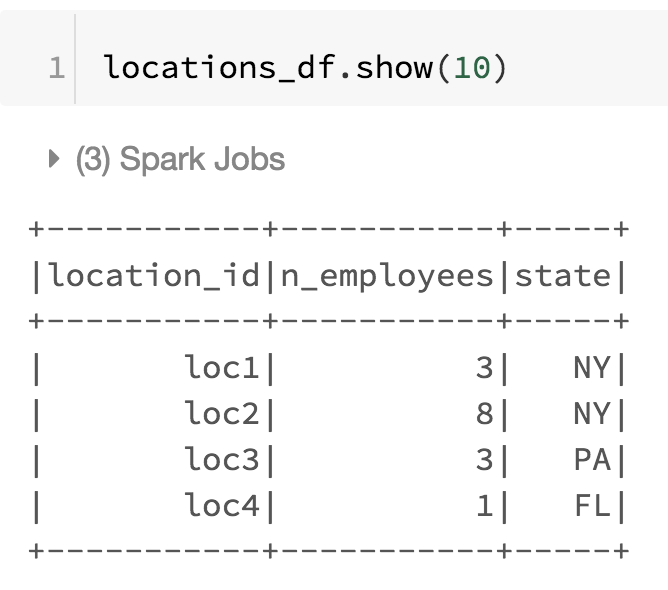 1 locations_df.show(10)
(3) Spark Jobs
+-----------+-----------+-----+
|location_id|n_employees|state|
+-----------+-----------+-----+
|       loc1|          3|   NY|
|       loc2|          8|   NY|
|       loc3|          3|   PA|
|       loc4|          1|   FL|
+-----------+-----------+-----+